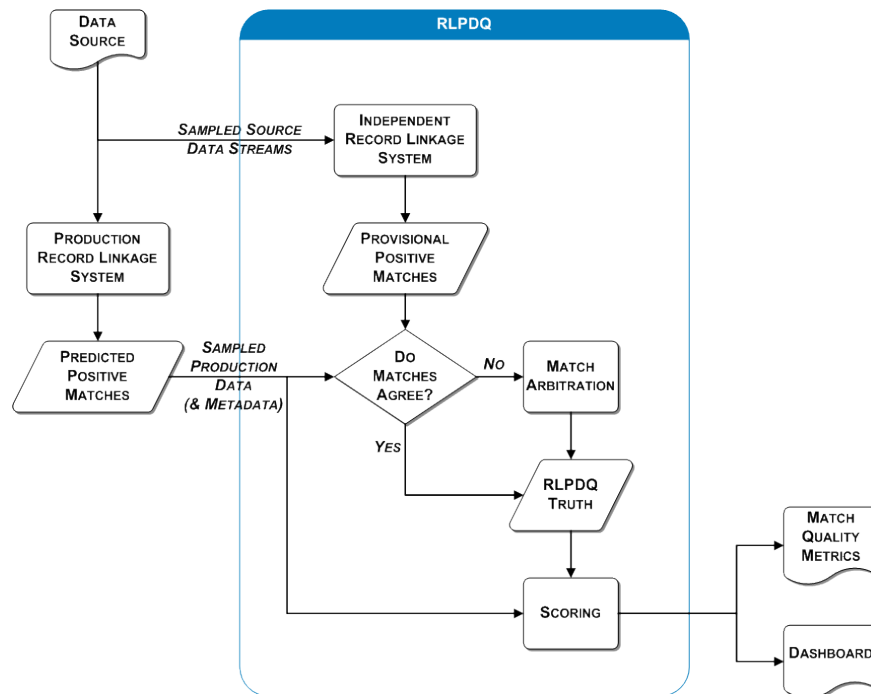 RLPDQ
DATA
SOURCE
SAMPLED SOURCE
DATA STREAMS
INDEPENDENT
RECORD LINKAGE
SYSTEM
PRODUCTION
RECORD LINKAGE
SYSTEM
PROVISIONAL
POSITIVE
MATCHES
PREDICTED
POSITIVE
MATCHES
SAMPLED
PRODUCTION
DATA
(& METADATA)
DO
MATCHES
AGREE?
NO
MATCH
ARBITRATION
YES
RLPDQ
TRUTH
SCORING
MATCH
QUALITY
METRICS
DASHBOARD